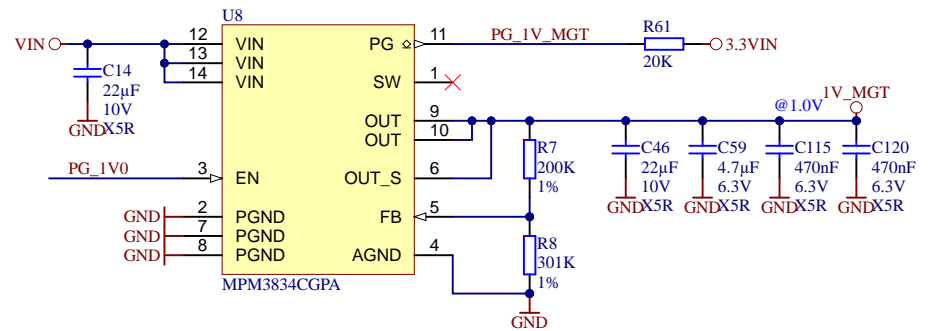 U8
VIN
12
VIN
13
VIN
14
VIN
C14
22µF
10V
X5R
GND
PG_1V0
3
EN
GND
2
PGND
GND
7
PGND
GND
8
PGND
MPM3834CGPA
PG
11
PG_1V_MGT
R61
20K
3.3VIN
SW
1
OUT
9
OUT
10
OUT_S
6
FB
5
AGND
4
R7
200K
1%
R8
301K
1%
GND
@1.0V
1V_MGT
C46
22µF
10V
X5R
GND
C59
4.7µF
6.3V
X5R
GND
C115
470nF
6.3V
X5R
GND
C120
470nF
6.3V
X5R
GND